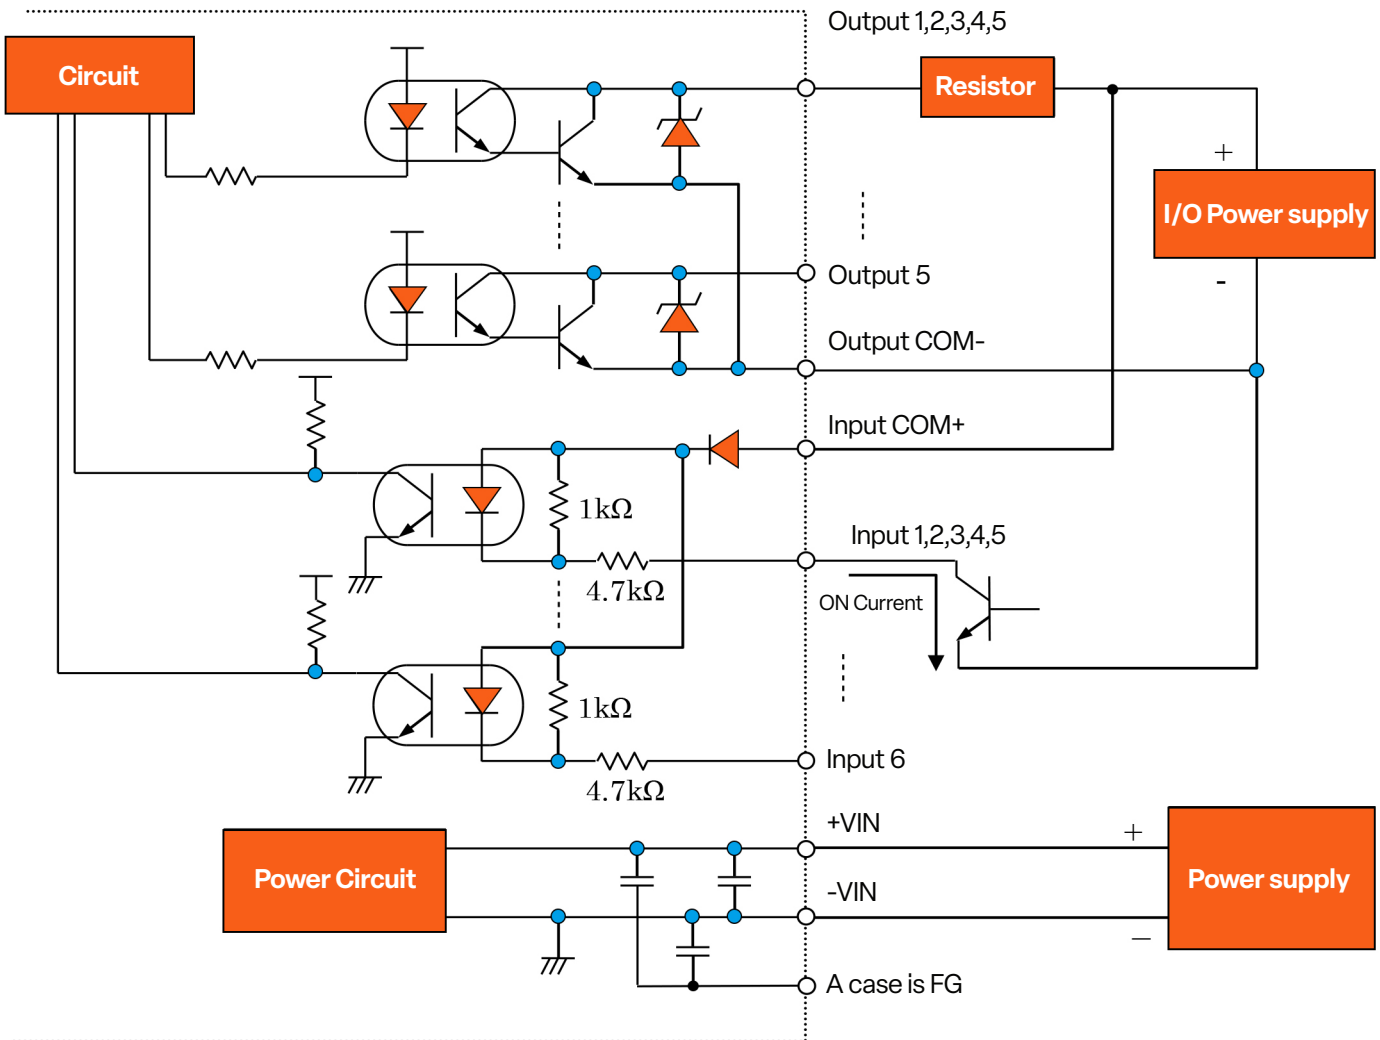 Output 1,2,3,4,5
Circuit
Resistor
+
I/O Power supply
-
Output 5
Output COM-
Input COM+
1kΩ
4.7kΩ
Input 1,2,3,4,5
ON Current
1kΩ
4.7kΩ
Input 6
+VIN
+
Power Circuit
-VIN
Power supply
−
A case is FG